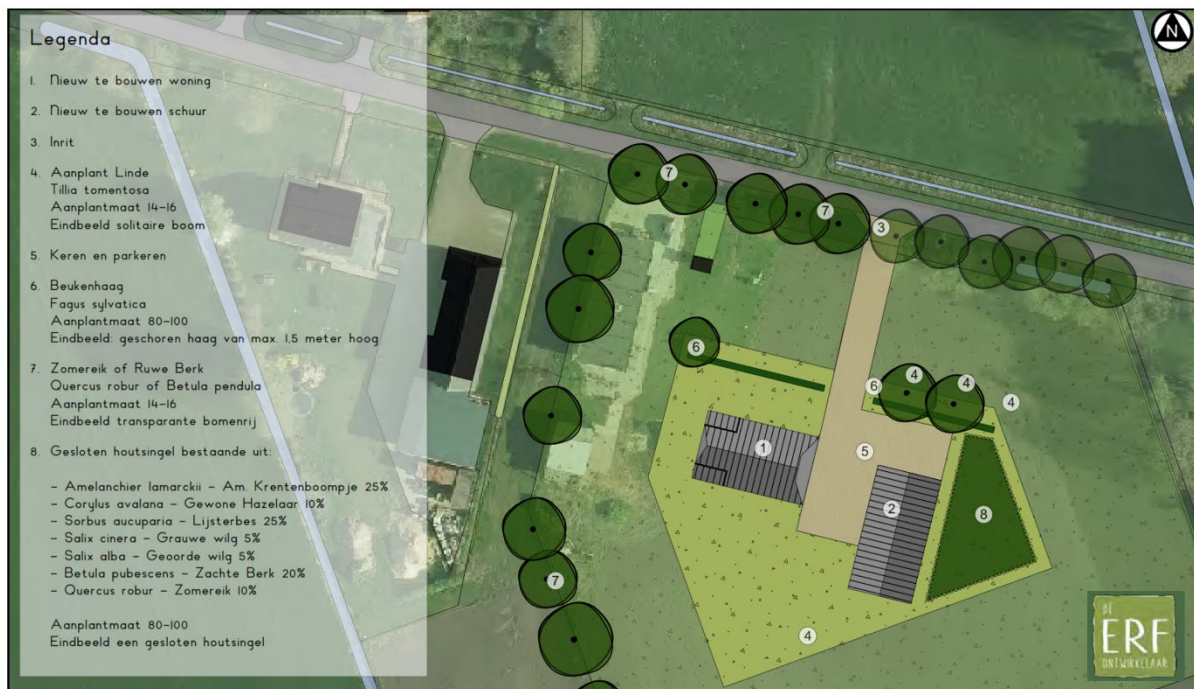 Legenda
1. Nieuw te bouwen woning
2. Nieuw te bouwen schuur
3. Inrit
4. Aanplant Linde
Tillia tomentosa
Aanplantmaat 14-16
Eindbeeld solitaire boom
5. Keren en parkeren
6. Beukenhaag
Fagus sylvatica
Aanplantmaat 80-100
Eindbeeld: geschoren haag van max. 1,5 meter hoog
7. Zomereik of Ruwe Berk
Quercus robur of Betula pendula
Aanplantmaat 14-16
Eindbeeld transparante bomenrij
8. Gesloten houtsingel bestaande uit:
- Amelanchier lamarckii - Am. Krentenboompje 25%
- Corylus avalana - Gewone Hazelaar 10%
- Sorbus aucuparia - Lijsterbes 25%
- Salix cinera - Grauwe wilg 5%
- Salix alba - Geoorde wilg 5%
- Betula pubescens - Zachte Berk 20%
- Quercus robur - Zomereik 10%
Aanplantmaat 80-100
Eindbeeld een gesloten houtsingel
N
7
7
3
6
4
4
6
4
1
5
2
8
7
4
DE
ERF
ONTWIKKELAAR